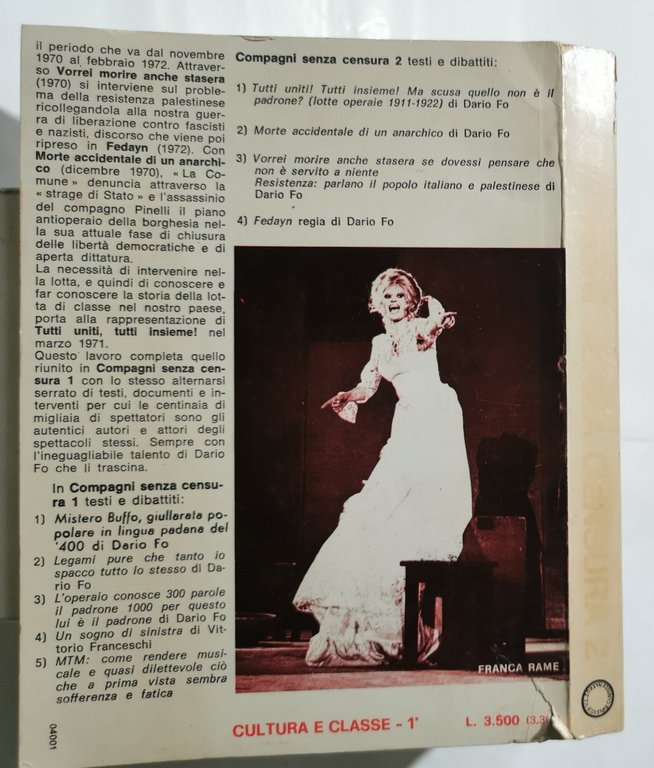 il periodo che va dal novembre
1970 al febbraio 1972. Attraver-
so Vorrei morire anche stasera
(1970) si interviene sul proble-
ma della resistenza palestinese
ricollegandola alla nostra guer-
ra di liberazione contro fascisti
e nazisti, discorso che viene poi
ripreso in Fedayn (1972). Con
Morte accidentale di un anarchi-
co (dicembre 1970), « La Co-
mune » denuncia attraverso la
« strage di Stato » e l'assassinio
del compagno Pinelli il piano
antioperaio della borghesia nel-
la sua attuale fase di chiusura
delle libertà democratiche e di
aperta dittatura.
La necessità di intervenire nel-
la lotta, e quindi di conoscere e
far conoscere la storia della lot-
ta di classe nel nostro paese,
porta alla rappresentazione di
Tutti uniti, tutti insieme! nel
marzo 1971.
Questo lavoro completa quello
riunito in Compagni senza cen-
sura 1 con lo stesso alternarsi
serrato di testi, documenti e in-
terventi per cui le centinaia di
migliaia di spettatori sono gli
autentici autori e attori degli
spettacoli stessi. Sempre con
l'ineguagliabile talento di Dario
Fo che li trascina.
In Compagni senza censu-
ra 1 testi e dibattiti:
1) Mistero Buffo, giullarata po-
polare in lingua padana del
'400 di Dario Fo
2) Legami pure che tanto io
spacco tutto lo stesso di Da-
rio Fo
3) L'operaio conosce 300 parole
il padrone 1000 per questo
lui è il padrone di Dario Fo
4) Un sogno di sinistra di Vit-
torio Franceschi
5) MTM: come rendere musi-
cale e quasi dilettevole ciò
che a prima vista sembra
sofferenza e fatica
04001
Compagni senza censura 2 testi e dibattiti:
1) Tutti uniti! Tutti insieme! Ma scusa quello non è il
padrone? (lotte operaie 1911-1922) di Dario Fo
2) Morte accidentale di un anarchico di Dario Fo
3) Vorrei morire anche stasera se dovessi pensare che
non è servito a niente
Resistenza: parlano il popolo italiano e palestinese di
Dario Fo
4) Fedayn regia di Dario Fo
FRANCA RAME
CULTURA E CLASSE - 1°
L. 3.500